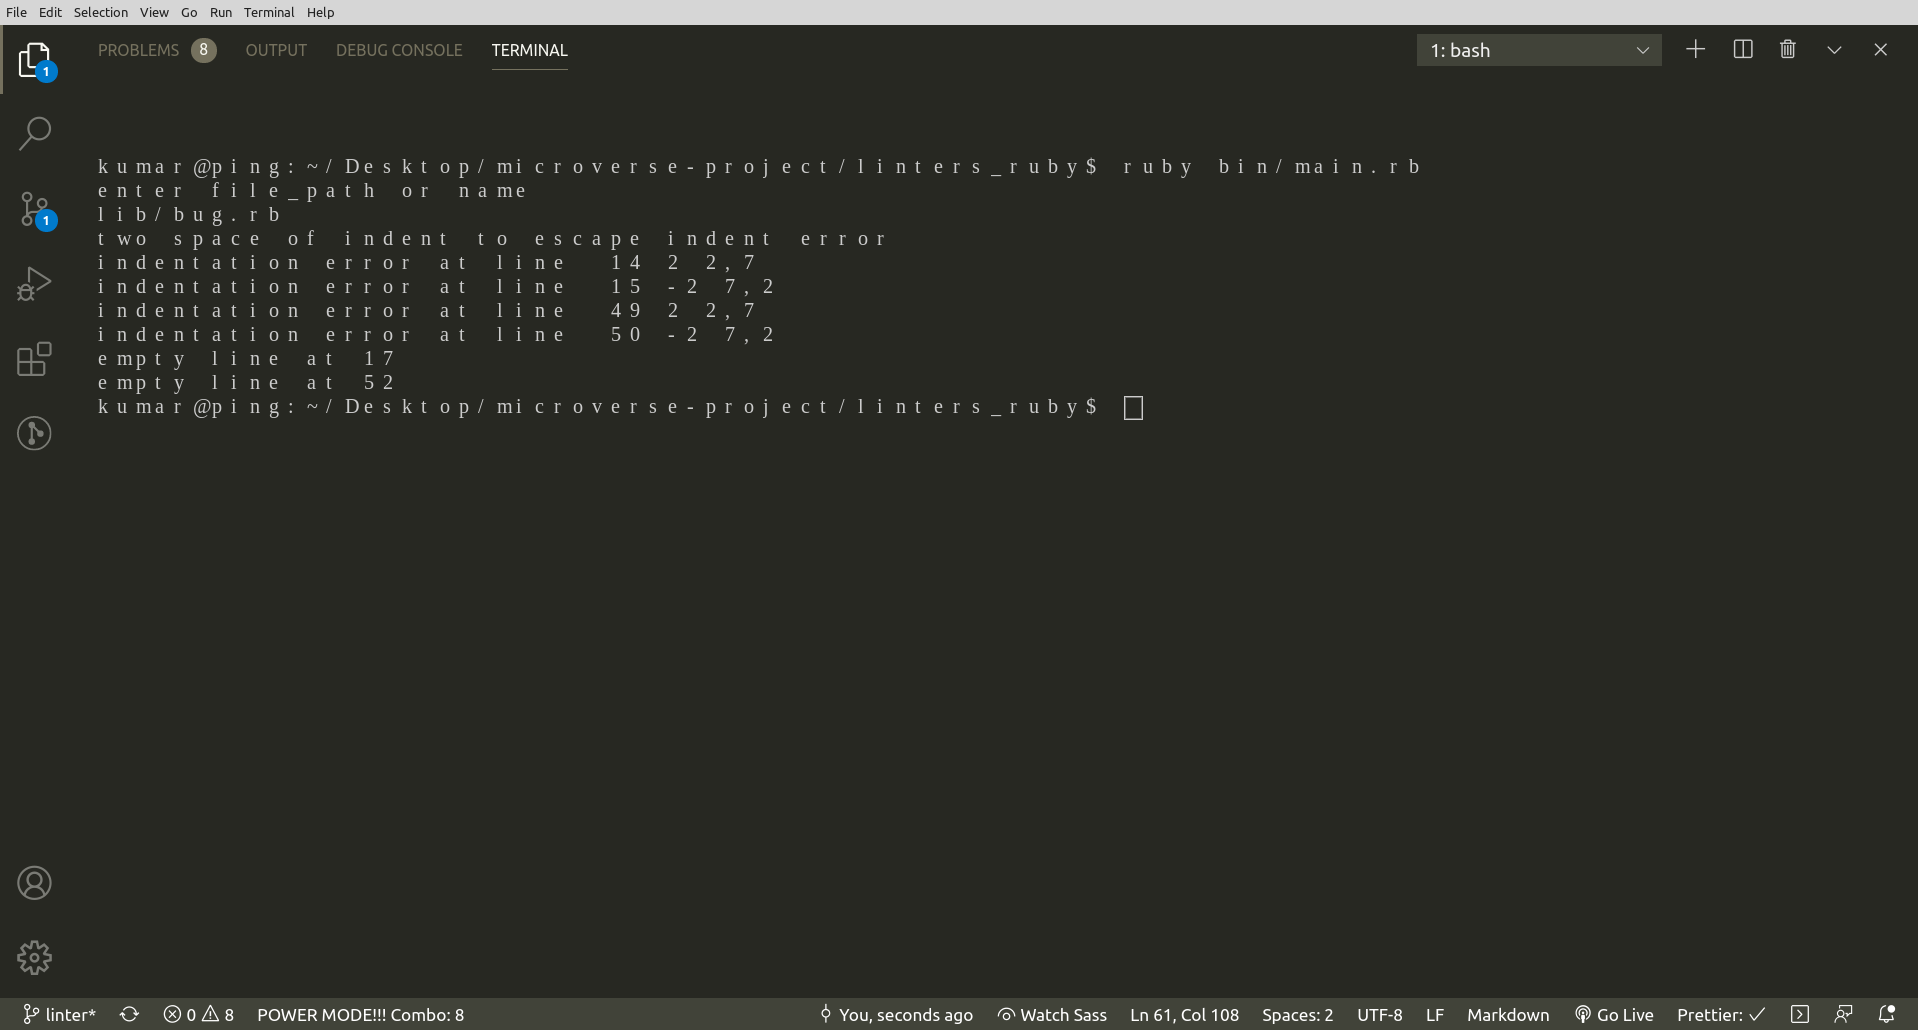 File Edit Selection View Go Run Terminal Help
PROBLEMS 8 OUTPUT DEBUG CONSOLE TERMINAL 1: bash
1
kumar@ping:~/Desktop/microverse-project/linters_ruby$ ruby bin/main.rb
enter file_path or name
lib/bug.rb
1
two space of indent to escape indent error
indentation error at line  14 2 2,7
indentation error at line  15 -2 7,2
indentation error at line  49 2 2,7
indentation error at line  50 -2 7,2
empty line at 17
empty line at 52
kumar@ping:~/Desktop/microverse-project/linters_ruby$
linter* 0 8 POWER MODE!!! Combo: 8 You, seconds ago Watch Sass Ln 61, Col 108 Spaces: 2 UTF-8 LF Markdown Go Live Prettier: ✓